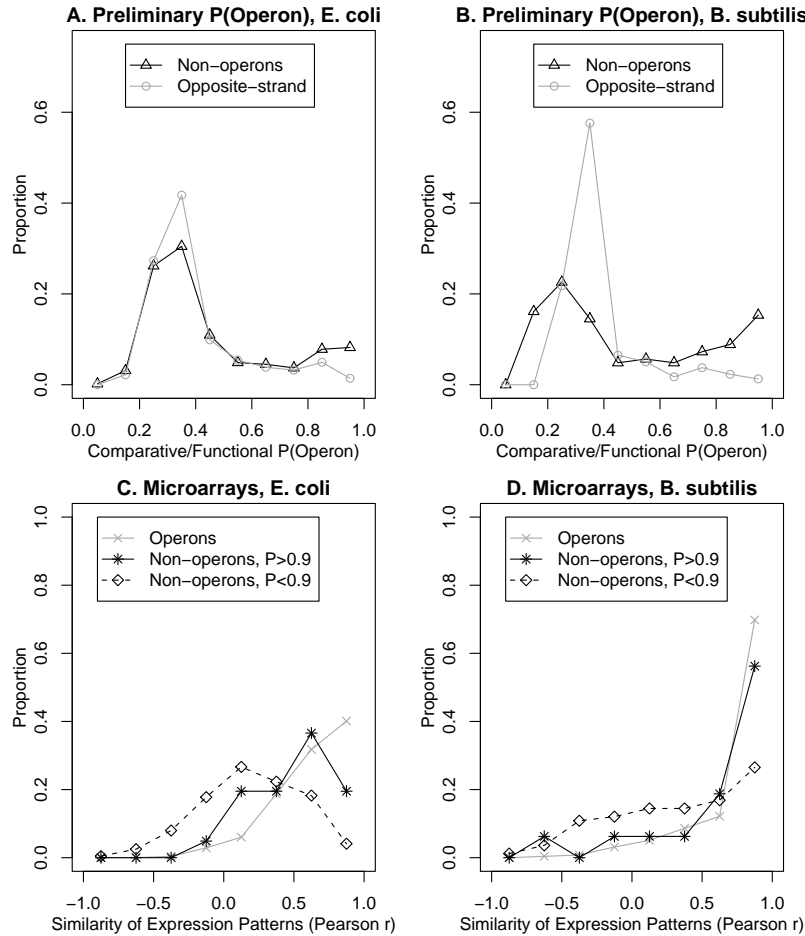 A. Preliminary P(Operon), E. coli
Non−operons
Opposite−strand
Proportion
0.0 0.2 0.4 0.6
0.0 0.2 0.4 0.6 0.8 1.0
Comparative/Functional P(Operon)
B. Preliminary P(Operon), B. subtilis
Non−operons
Opposite−strand
Proportion
0.0 0.2 0.4 0.6
0.0 0.2 0.4 0.6 0.8 1.0
Comparative/Functional P(Operon)
C. Microarrays, E. coli
Operons
Non−operons, P>0.9
Non−operons, P<0.9
Proportion
0.0 0.2 0.4 0.6 0.8 1.0
−1.0 −0.5 0.0 0.5 1.0
Similarity of Expression Patterns (Pearson r)
D. Microarrays, B. subtilis
Operons
Non−operons, P>0.9
Non−operons, P<0.9
Proportion
0.0 0.2 0.4 0.6 0.8 1.0
−1.0 −0.5 0.0 0.5 1.0
Similarity of Expression Patterns (Pearson r)